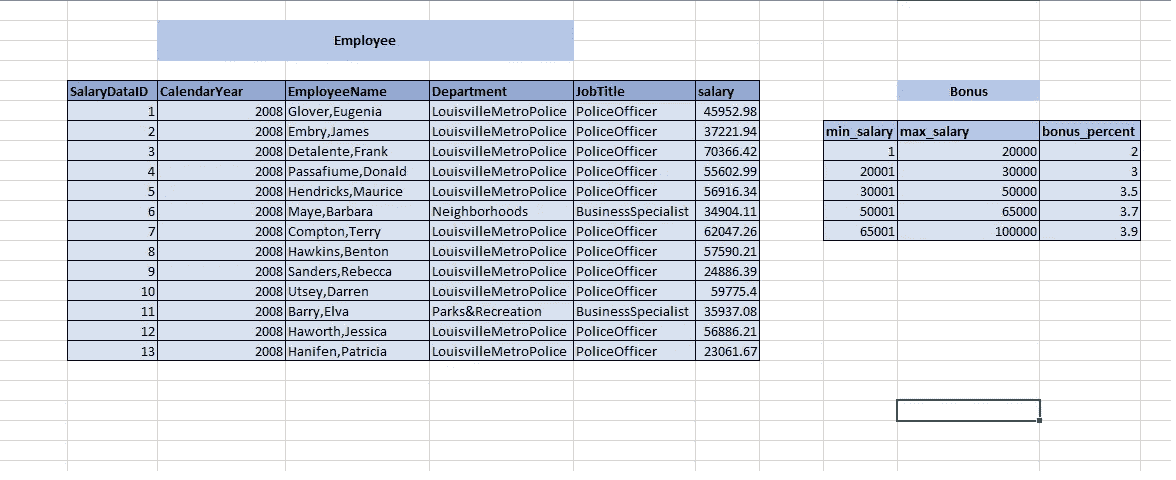 Employee
SalaryDataID CalendarYear EmployeeName Department JobTitle salary Bonus
1 2008 Glover,Eugenia LouisvilleMetroPolice PoliceOfficer 45952.98
2 2008 Embry,James LouisvilleMetroPolice PoliceOfficer 37221.94 min_salary max_salary bonus_percent
3 2008 Detalente,Frank LouisvilleMetroPolice PoliceOfficer 70366.42 1 20000 2
4 2008 Passafiume,Donald LouisvilleMetroPolice PoliceOfficer 55602.99 20001 30000 3
5 2008 Hendricks,Maurice LouisvilleMetroPolice PoliceOfficer 56916.34 30001 50000 3.5
6 2008 Maye,Barbara Neighborhoods BusinessSpecialist 34904.11 50001 65000 3.7
7 2008 Compton,Terry LouisvilleMetroPolice PoliceOfficer 62047.26 65001 100000 3.9
8 2008 Hawkins,Benton LouisvilleMetroPolice PoliceOfficer 57590.21
9 2008 Sanders,Rebecca LouisvilleMetroPolice PoliceOfficer 24886.39
10 2008 Utsey,Darren LouisvilleMetroPolice PoliceOfficer 59775.4
11 2008 Barry,Elva Parks&Recreation BusinessSpecialist 35937.08
12 2008 Haworth,Jessica LouisvilleMetroPolice PoliceOfficer 56886.21
13 2008 Hanifen,Patricia LouisvilleMetroPolice PoliceOfficer 23061.67